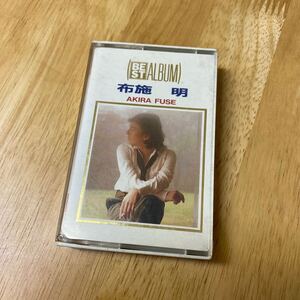 BEST ALBUM
布施 明
AKIRA FUSE